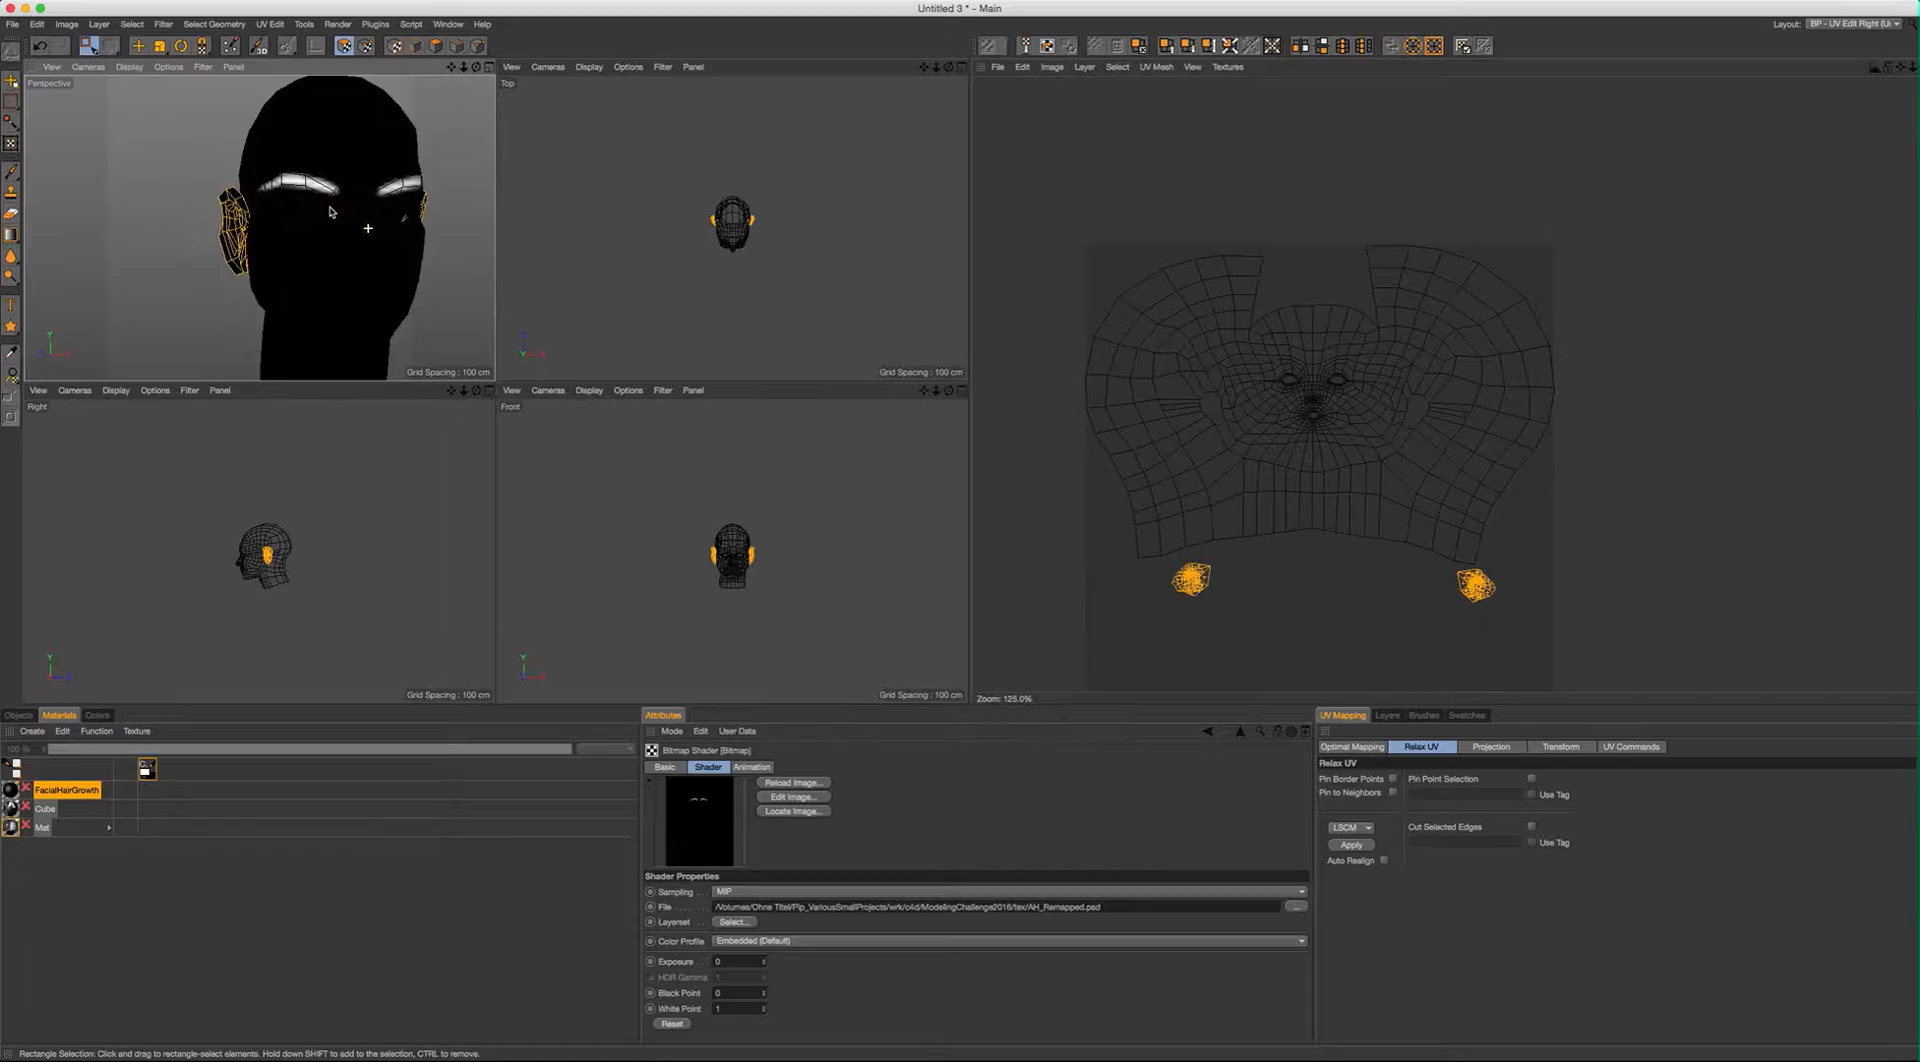 Untitled 3 * - Main
File Edit Image Layer Select Filter Select Geometry UV Edit Tools Render Plugins Script Window Help
Layout: BP - UV Edit Right (U
View Cameras Display Options Filter Panel
View Cameras Display Options Filter Panel
File Edit Image Layer Select UV Mesh View Textures
Perspective
Top
Y
Y
Grid Spacing : 100 cm
Grid Spacing : 100 cm
View Cameras Display Options Filter Panel
View Cameras Display Options Filter Panel
Right
Front
Y
Y
Grid Spacing : 100 cm
Grid Spacing : 100 cm
Zoom: 125.0%
Objects Materials Colors
Attributes
UV Mapping Layers Brushes Swatches
Create Edit Function Texture
Mode Edit User Data
100 %
Bitmap Shader [Bitmap]
Optimal Mapping Relax UV Projection Transform UV Commands
Basic Shader Animation
Relax UV
Pin Border Points Pin Point Selection
Pin to Neighbors Use Tag
LSCM Cut Selected Edges
Apply Use Tag
Auto Realign
FacialHairGrowth
Cube
Mat
Reload Image...
Edit Image...
Locate Image...
Shader Properties
Sampling . . . MIP
File . . . . . . . /Volumes/Ohne Titel/Pip_VariousSmallProjects/wrk/c4d/ModelingChallenge2016/tex/AH_Remapped.psd ...
Layerset Select...
Color Profile Embedded (Default)
Exposure . . 0
HDR Gamma 1
Black Point 0
White Point 1
Reset
Rectangle Selection: Click and drag to rectangle-select elements. Hold down SHIFT to add to the selection, CTRL to remove.